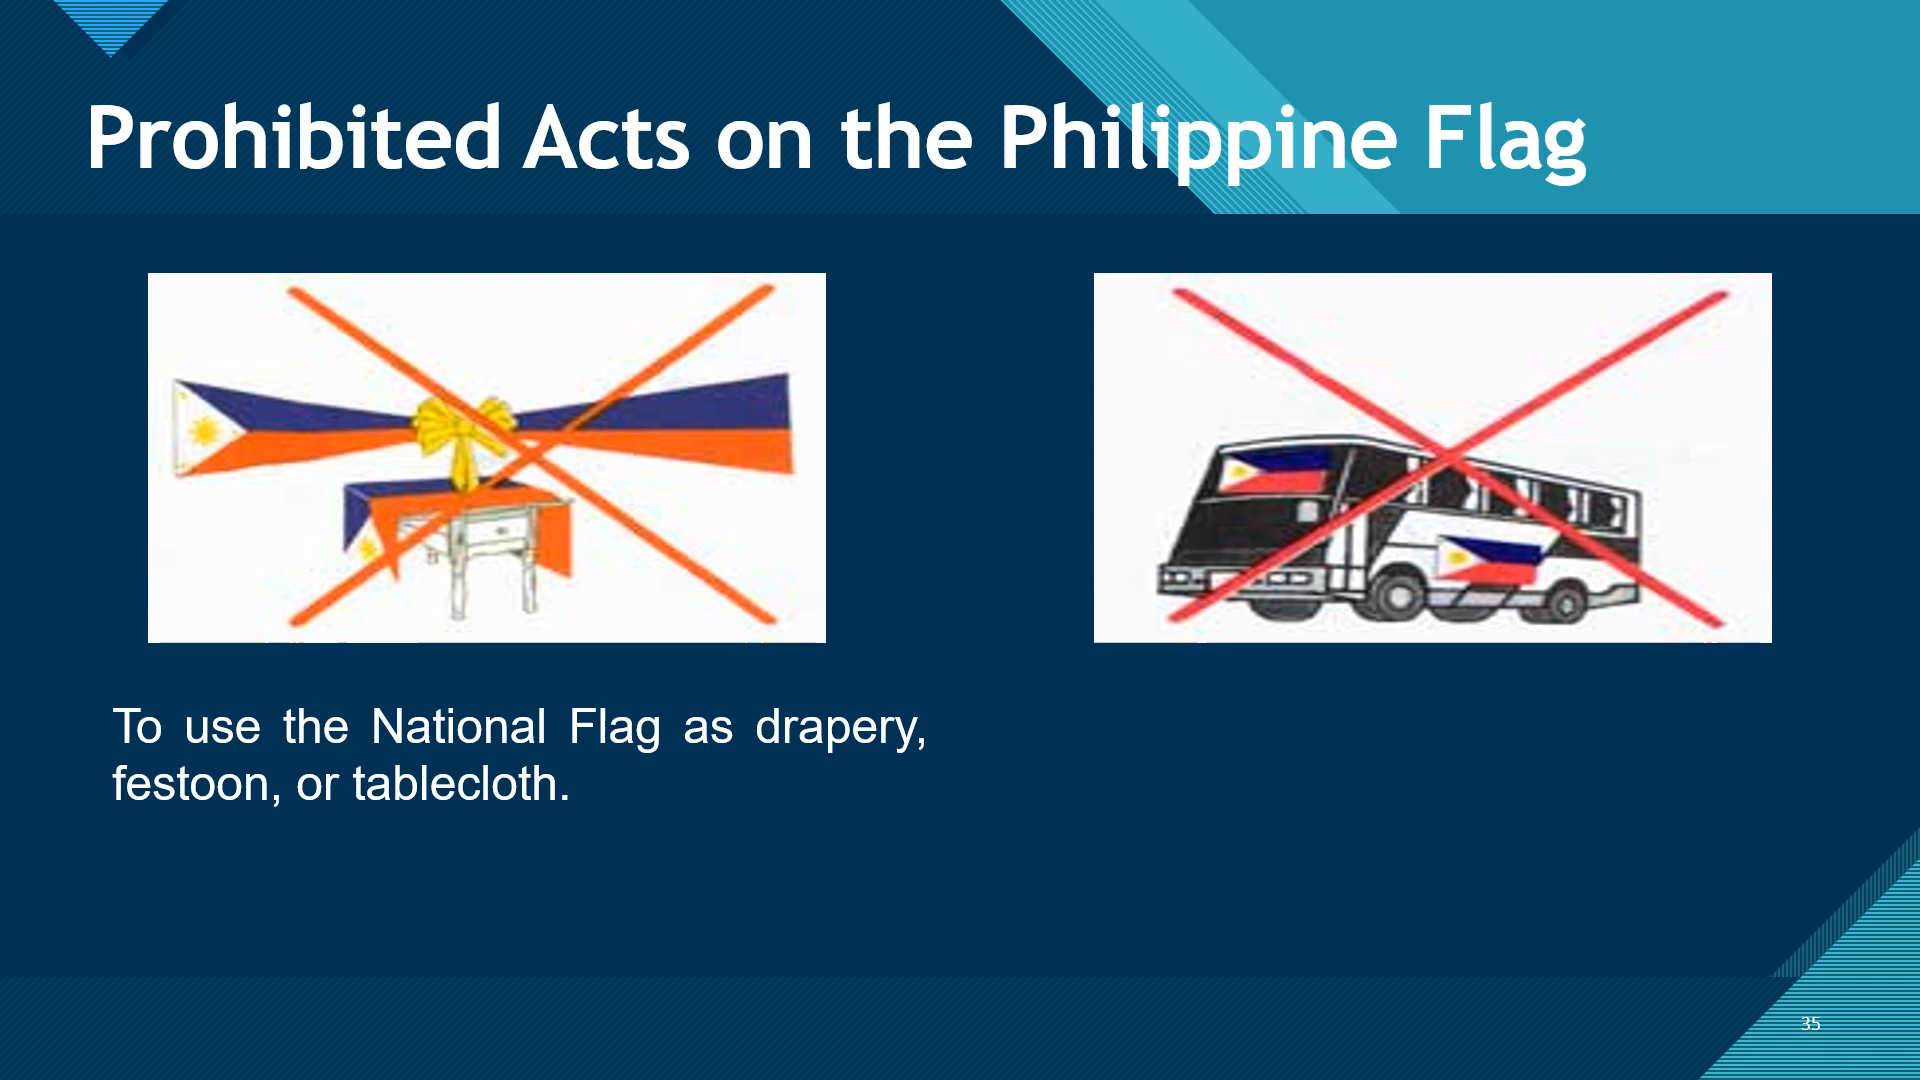 Prohibited Acts on the Philippine Flag
To use the National Flag as drapery,
festoon, or tablecloth.
35